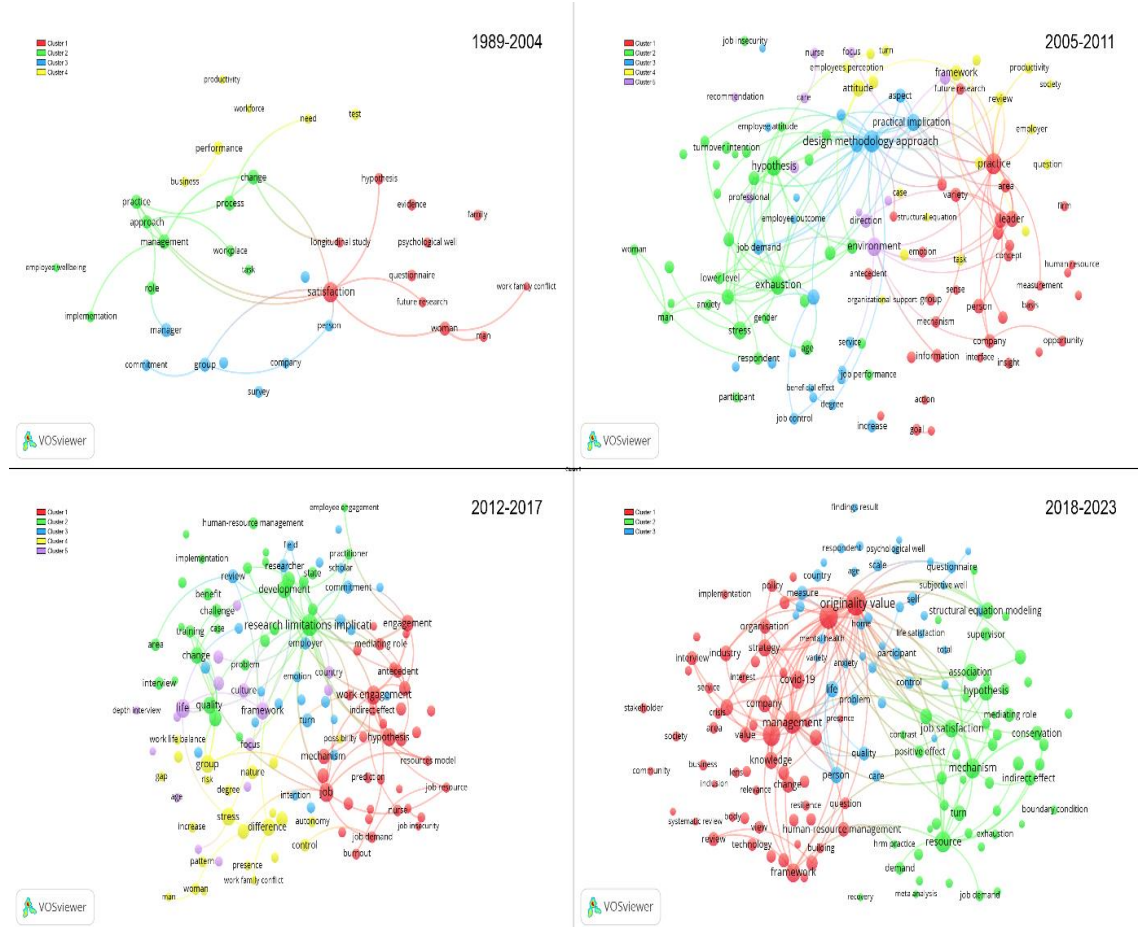 Cluster 1
Cluster 2
Cluster 3
Cluster 4
1989-2004
productivity
workforce
need
test
performance
business
change
hypothesis
practice
process
evidence
approach
family
management
longitudinal study
psychological well
workplace
employee wellbeing
task
questionnaire
role
satisfaction
future research
work family conflict
implementation
manager
person
woman
man
commitment
group
company
survey
VOSviewer
Cluster 1
Cluster 2
Cluster 3
Cluster 4
Cluster 5
2005-2011
job insecurity
nurse
focus
turn
employees perception
framework
productivity
future research
society
recommendation
care
attitude
aspect
review
employee attitude
practical implication
employer
turnover intention
design methodology approach
hypothesis
practice
question
professional
case
variety
area
employee outcome
direction
structural equation
leader
firm
woman
job demand
environment
emotion
concept
lower level
antecedent
task
human resource
exhaustion
sense
measurement
anxiety
organizational support
group
person
basis
man
stress
gender
mechanism
age
service
company
opportunity
respondent
information
interface
insight
job performance
participant
beneficial effect
degree
action
job control
increase
goal
VOSviewer
Cluster 5
Cluster 1
Cluster 2
Cluster 3
Cluster 4
Cluster 5
2012-2017
employee engagement
human-resource management
field
practitioner
implementation
researcher
state
scholar
review
development
commitment
benefit
challenge
research limitations implicati
engagement
training
case
employer
mediating role
area
change
problem
antecedent
interview
emotion
country
culture
work engagement
depth interview
life
quality
framework
indirect effect
turn
focus
possibility
hypothesis
work life balance
mechanism
group
nature
resources model
gap
risk
prediction
degree
job
job resource
age
intention
stress
autonomy
nurse
increase
difference
job insecurity
pattern
control
job demand
presence
burnout
woman
work family conflict
man
VOSviewer
Cluster 1
Cluster 2
Cluster 3
2018-2023
findings result
respondent
psychological well
age
scale
questionnaire
policy
country
implementation
measure
subjective well
originality value
self
structural equation modeling
organisation
home
mental health
life satisfaction
supervisor
interview
industry
strategy
variety
anxiety
participant
total
interest
association
service
covid-19
control
hypothesis
stakeholder
crisis
company
life
problem
area
management
presence
mediating role
society
value
contrast
job satisfaction
conservation
quality
positive effect
business
knowledge
community
lens
person
care
mechanism
inclusion
change
indirect effect
relevance
resilience
question
systematic review
body
turn
boundary condition
view
human resource management
review
exhaustion
technology
building
hrm practice
resource
framework
demand
meta analysis
recovery
job demand
VOSviewer